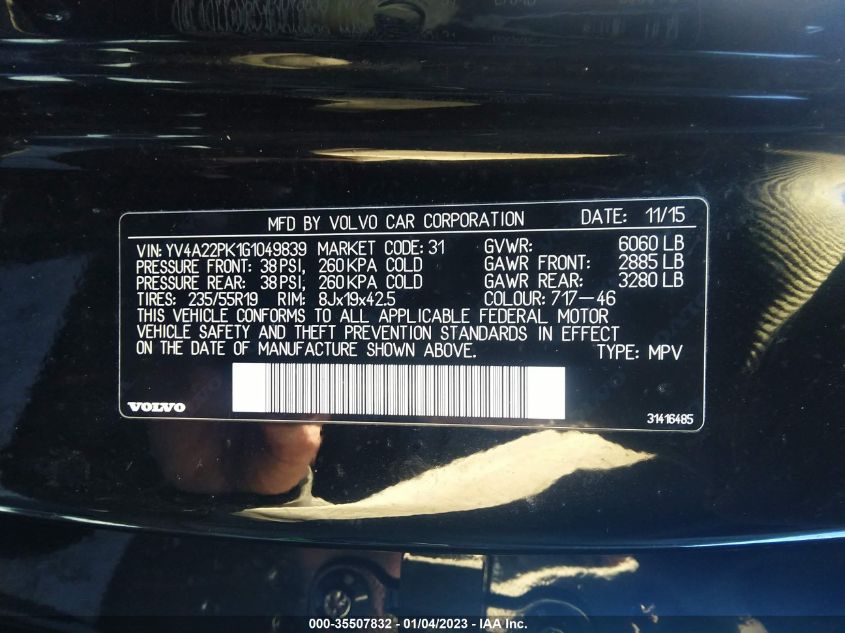 MFD BY VOLVO CAR CORPORATION DATE: 11/15
VIN: YV4A22PK1G1049839 MARKET CODE: 31 GVWR: 6060 LB
PRESSURE FRONT: 38 PSI, 260 KPA COLD GAWR FRONT: 2885 LB
PRESSURE REAR: 38 PSI, 260 KPA COLD GAWR REAR: 3280 LB
TIRES: 235/55R19 RIM: 8Jx19x42.5 COLOUR: 717-46
THIS VEHICLE CONFORMS TO ALL APPLICABLE FEDERAL MOTOR
VEHICLE SAFETY AND THEFT PREVENTION STANDARDS IN EFFECT
ON THE DATE OF MANUFACTURE SHOWN ABOVE. TYPE: MPV
VOLVO 31416485
000-35507832 - 01/04/2023 - IAA Inc.